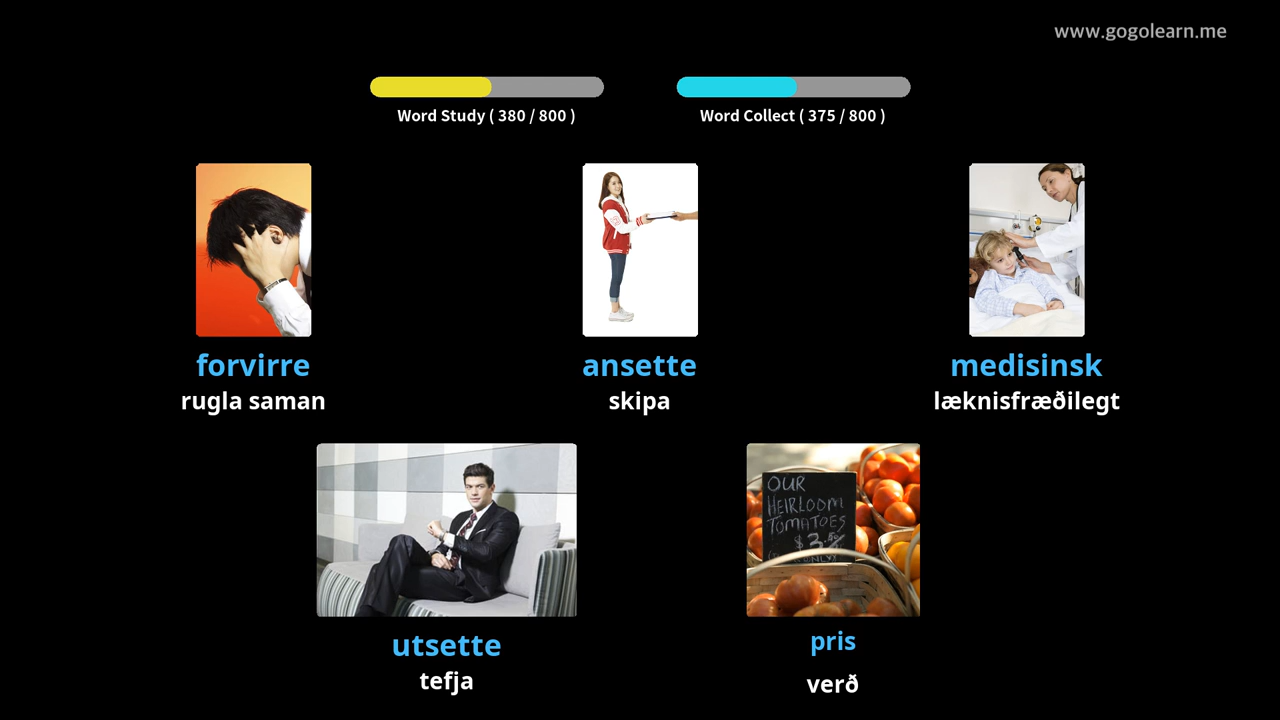 www.gogolearn.me
Word Study ( 380 / 800 )
Word Collect ( 375 / 800 )
forvirre
rugla saman
ansette
skipa
medisinsk
læknisfræðilegt
utsette
tefja
OUR
HEIRLOOM
TOMATOES
pris
verð